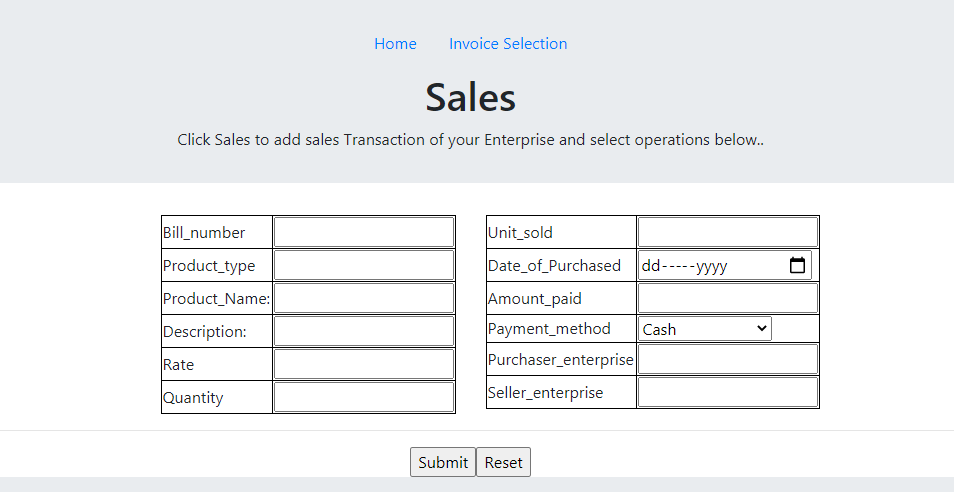 Home Invoice Selection
Sales
Click Sales to add sales Transaction of your Enterprise and select operations below..
Bill_number
Product_type
Product_Name:
Description:
Rate
Quantity
Unit_sold
Date_of_Purchased dd-----yyyy
Amount_paid
Payment_method Cash
Purchaser_enterprise
Seller_enterprise
Submit Reset